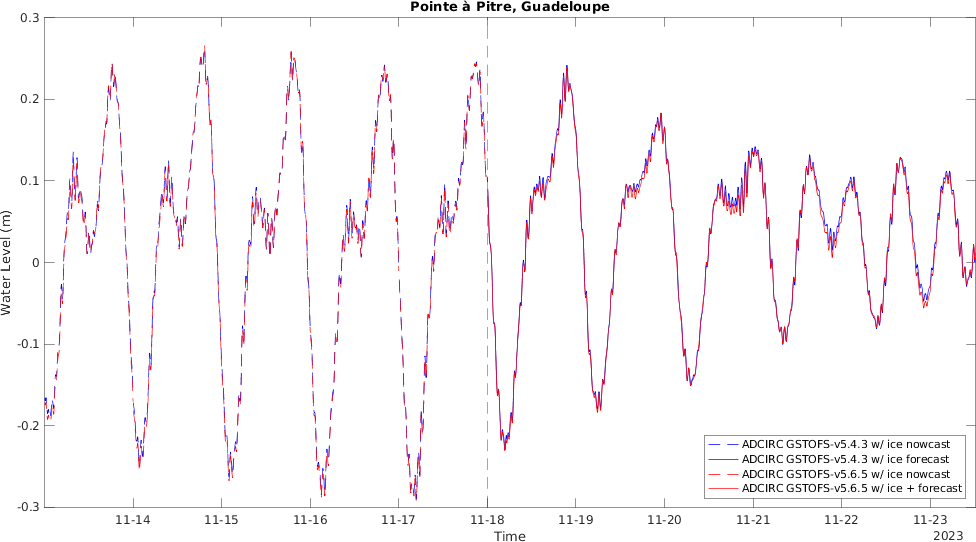 Pointe à Pitre, Guadeloupe
0.3
0.2
0.1
0
-0.1
-0.2
-0.3
Water Level (m)
ADCIRC GSTOFS-v5.4.3 w/ ice nowcast
ADCIRC GSTOFS-v5.4.3 w/ ice forecast
ADCIRC GSTOFS-v5.6.5 w/ ice nowcast
ADCIRC GSTOFS-v5.6.5 w/ ice + forecast
11-14 11-15 11-16 11-17 11-18 11-19 11-20 11-21 11-22 11-23
Time
2023